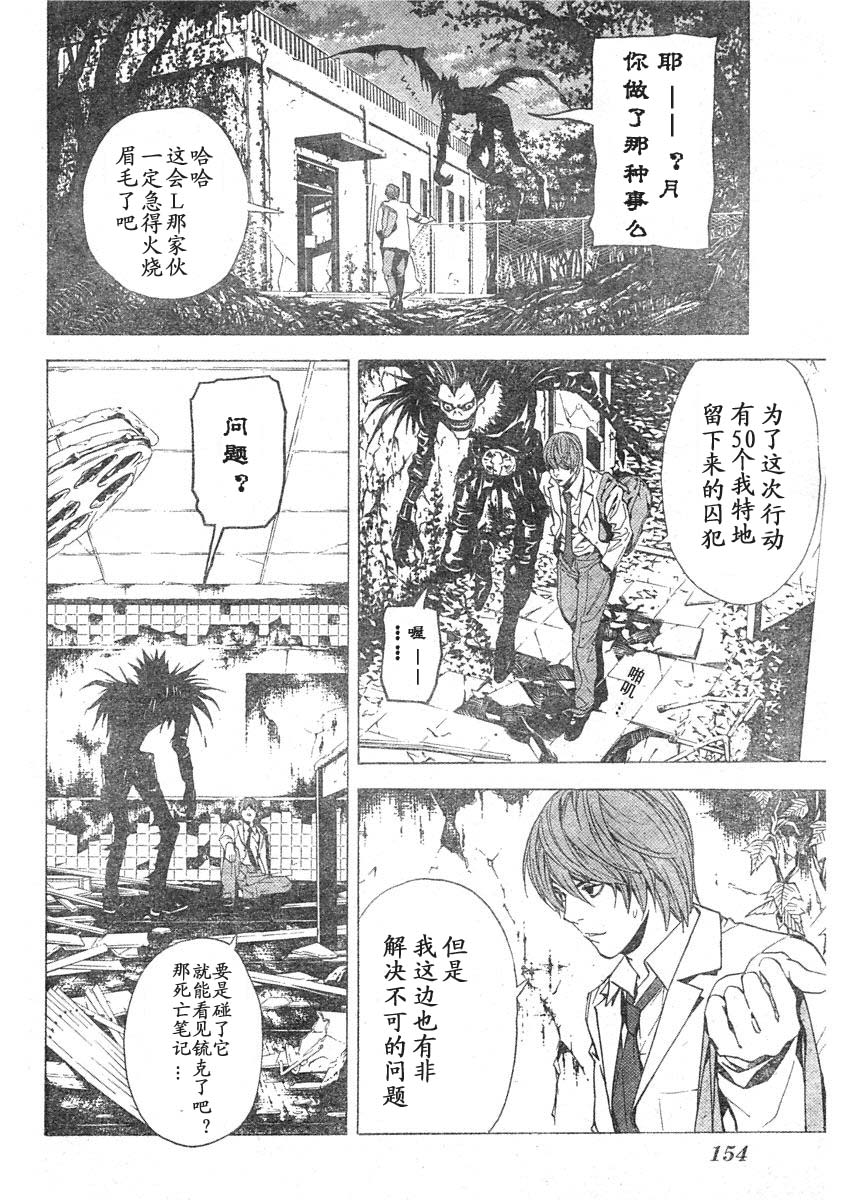 耶——？月
你做了那种事么
哈哈
这会L那家伙
一定急得火烧
眉毛了吧
为了这次行动
有50个我特地
留下来的囚犯
喔——
……
啪叽…
问题？
但是
我这边也有非
解决不可的问题
要是碰了它
就能看见铳克了吧？
那死亡笔记…
154